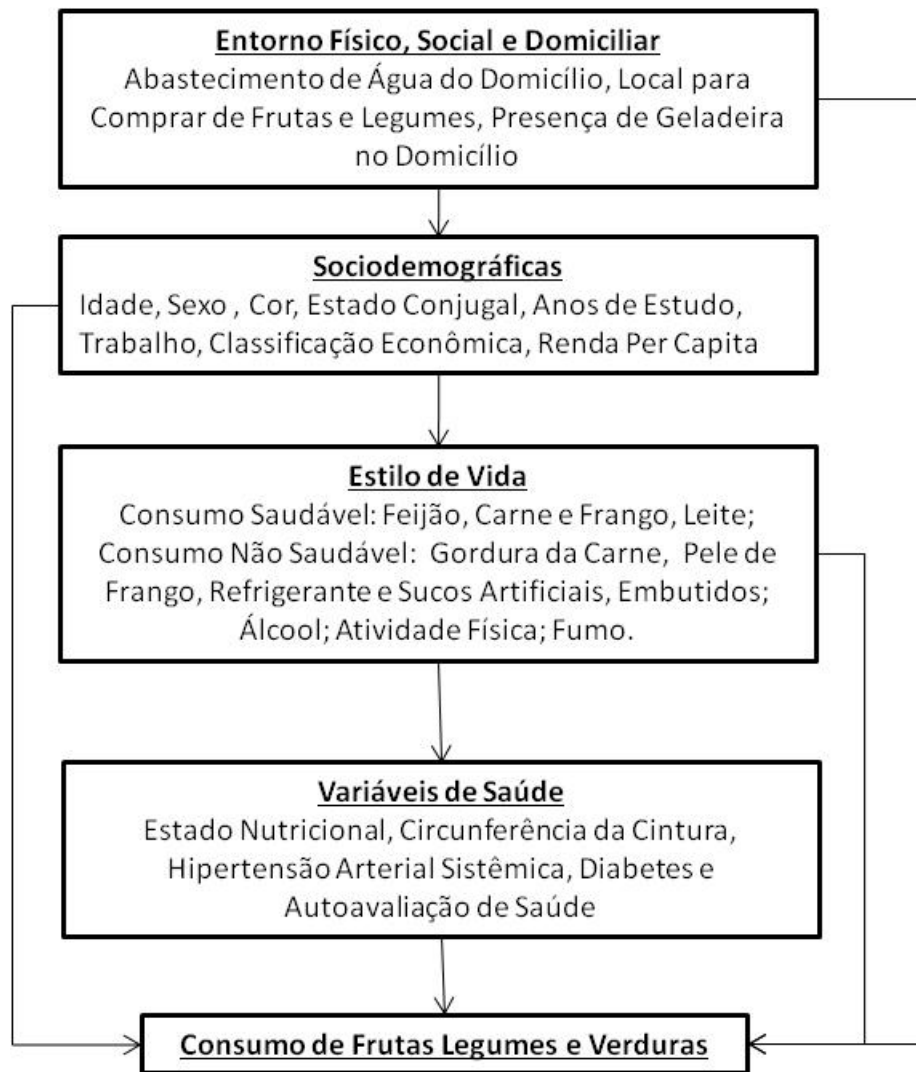 Entorno Físico, Social e Domiciliar
Abastecimento de Água do Domicílio, Local para
Comprar de Frutas e Legumes, Presença de Geladeira
no Domicílio
Sociodemográficas
Idade, Sexo , Cor, Estado Conjugal, Anos de Estudo,
Trabalho, Classificação Econômica, Renda Per Capita
Estilo de Vida
Consumo Saudável: Feijão, Carne e Frango, Leite;
Consumo Não Saudável: Gordura da Carne, Pele de
Frango, Refrigerante e Sucos Artificiais, Embutidos;
Álcool; Atividade Física; Fumo.
Variáveis de Saúde
Estado Nutricional, Circunferência da Cintura,
Hipertensão Arterial Sistêmica, Diabetes e
Autoavaliação de Saúde
Consumo de Frutas Legumes e Verduras